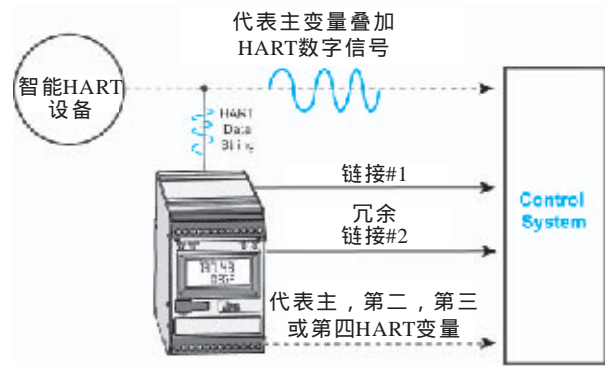 代表主变量叠加
HART数字信号
智能HART
设备
HART
Data
String
链接#1
冗余
链接#2
Control
System
代表主，第二，第三
或第四HART变量